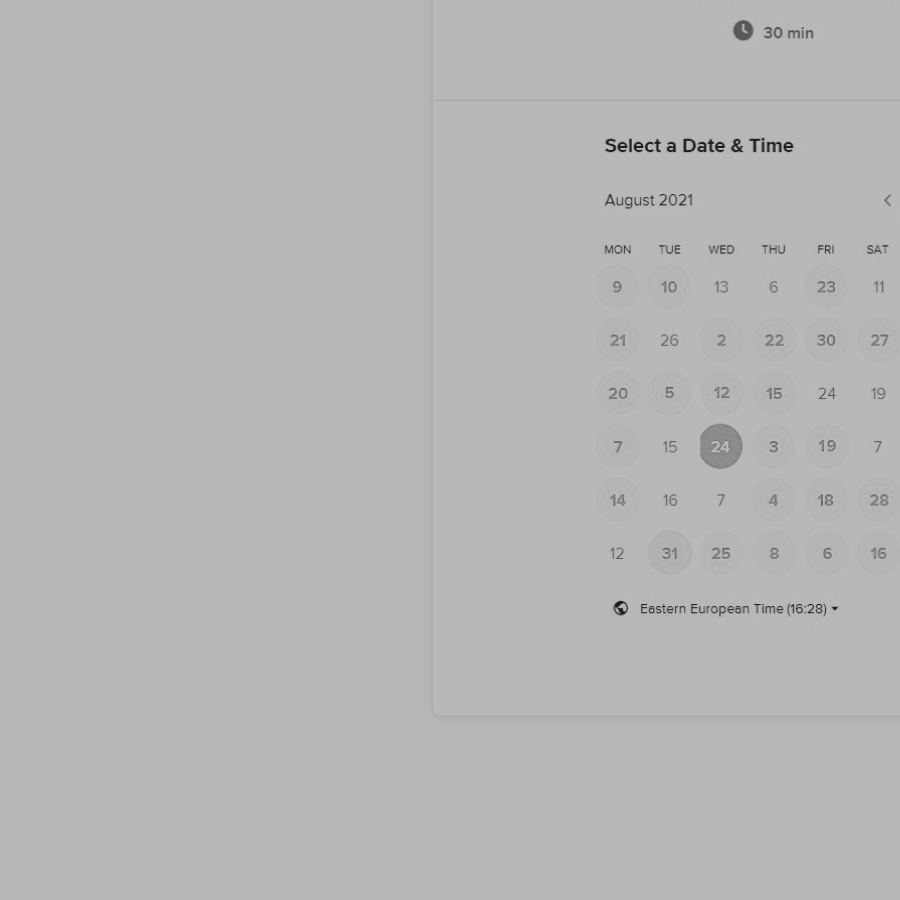 30 min
Select a Date & Time
August 2021
MON TUE WED THU FRI SAT
9 10 13 6 23 11
21 26 2 22 30 27
20 5 12 15 24 19
7 15 24 3 19 7
14 16 7 4 18 28
12 31 25 8 6 16
Eastern European Time (16:28)